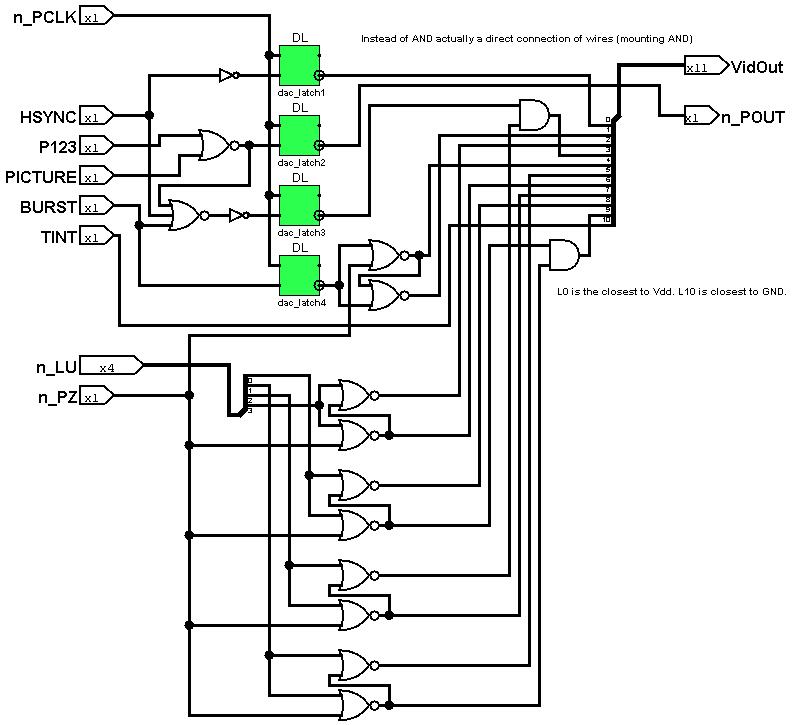 n_PCLK x1
DL
Instead of AND actually a direct connection of wires (mounting AND)
x11 VidOut
dac_latch1
HSYNC x1
DL
x1 n_POUT
P123 x1
dac_latch2
PICTURE x1
DL
BURST x1
dac_latch3
TINT x1
DL
dac_latch4
0
1
2
3
4
5
6
7
8
9
10
L0 is the closest to Vdd. L10 is closest to GND.
n_LU x4
n_PZ x1
0
1
2
3